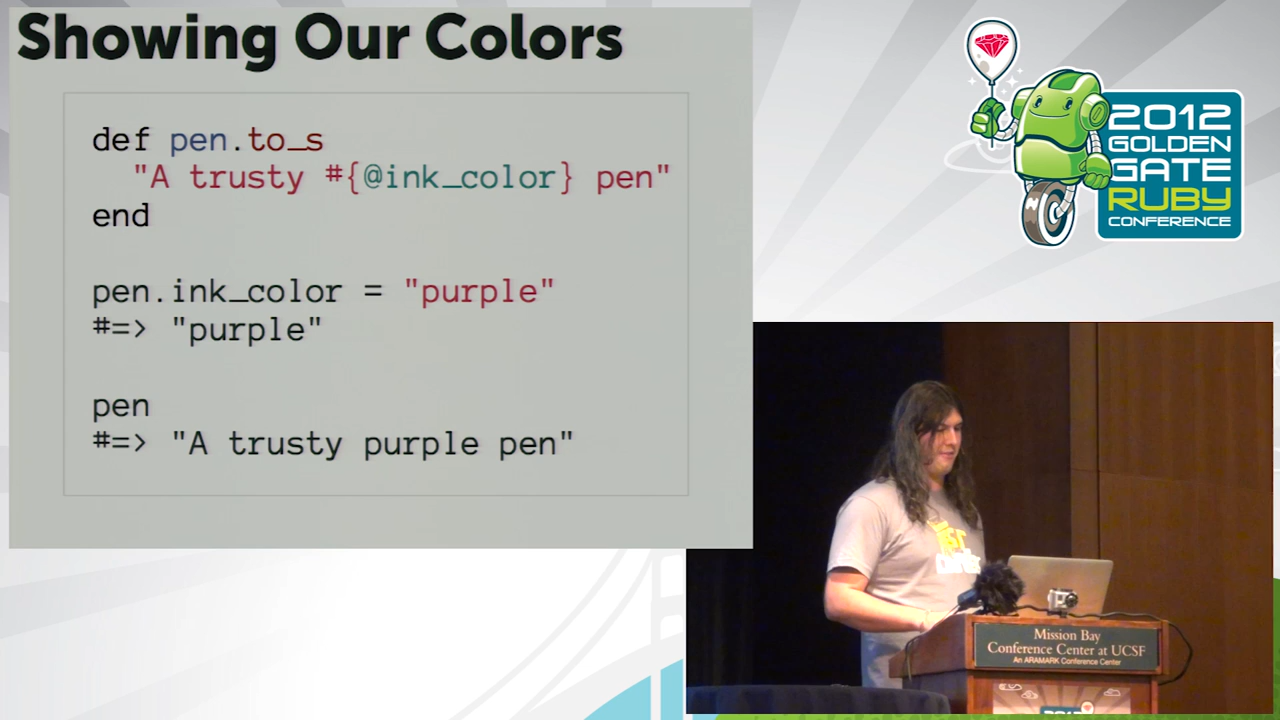 Showing Our Colors
def pen.to_s
"A trusty #{@ink_color} pen"
end
pen.ink_color = "purple"
#=> "purple"
pen
#=> "A trusty purple pen"
2012
GOLDEN
GATE
RUBY
CONFERENCE
Mission Bay
Conference Center at UCSF
An ARAMARK Conference Center